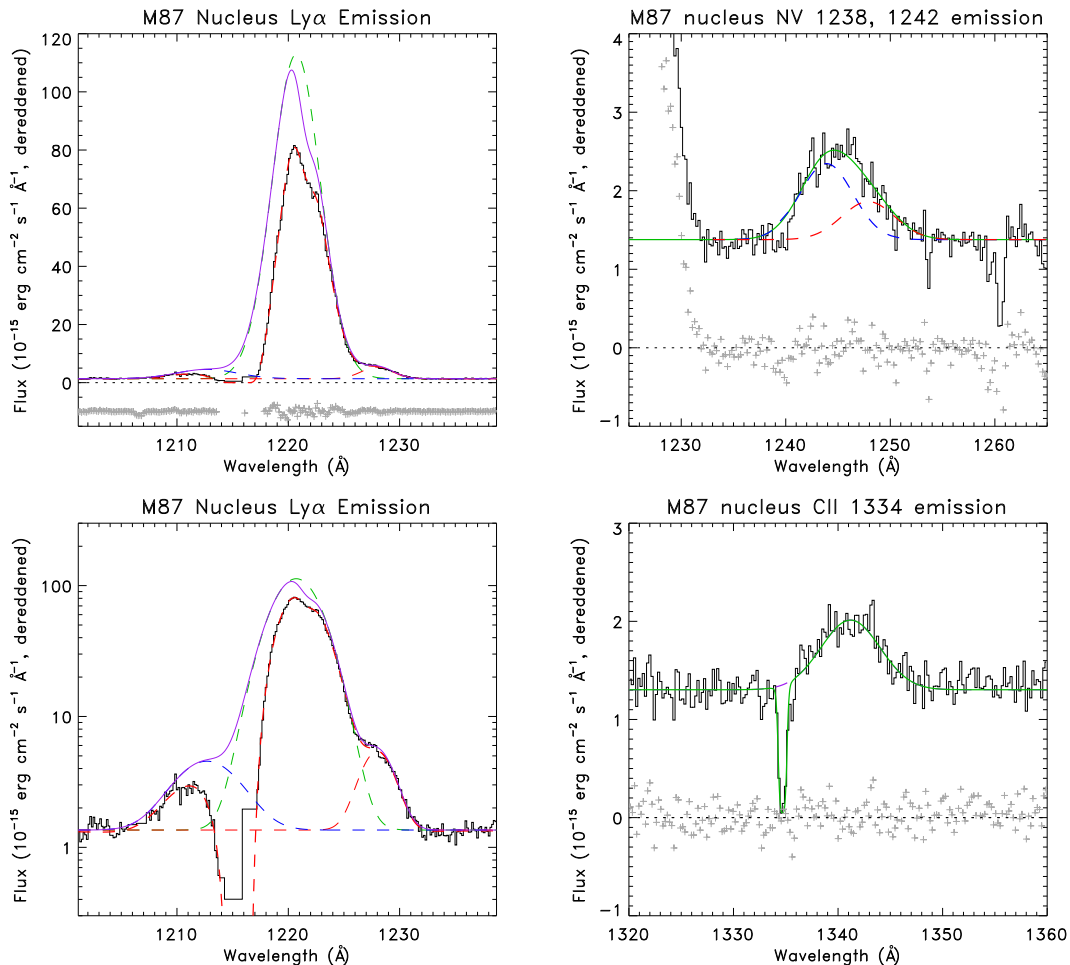 M87 Nucleus Lyα Emission
120
100
80
60
40
20
0
Flux (10⁻¹⁵ erg cm⁻² s⁻¹ Å⁻¹, dereddened)
1210 1220 1230
Wavelength (Å)
M87 nucleus NV 1238, 1242 emission
4
3
2
1
0
−1
Flux (10⁻¹⁵ erg cm⁻² s⁻¹ Å⁻¹, dereddened)
1230 1240 1250 1260
Wavelength (Å)
M87 Nucleus Lyα Emission
100
10
1
Flux (10⁻¹⁵ erg cm⁻² s⁻¹ Å⁻¹, dereddened)
1210 1220 1230
Wavelength (Å)
M87 nucleus CII 1334 emission
3
2
1
0
−1
Flux (10⁻¹⁵ erg cm⁻² s⁻¹ Å⁻¹, dereddened)
1320 1330 1340 1350 1360
Wavelength (Å)